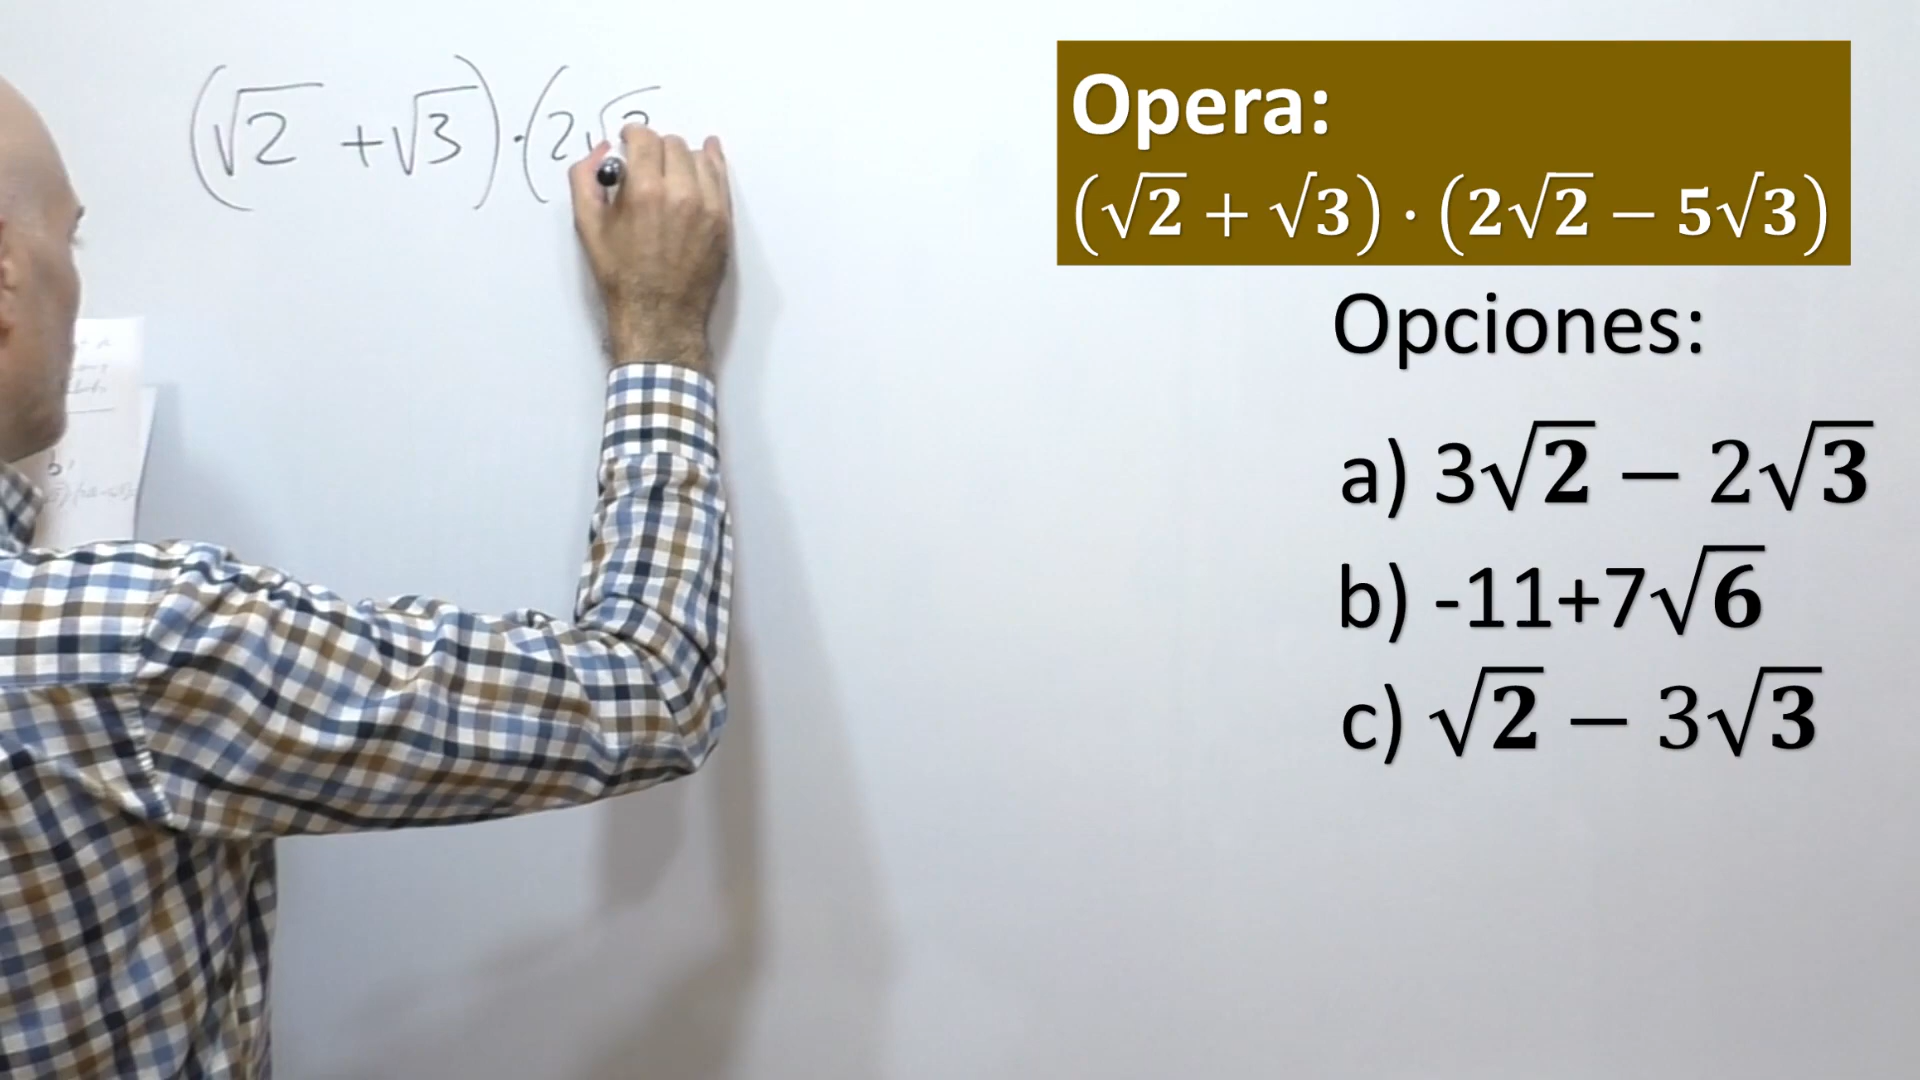 (√2 + √3) · (2√2
Opera:
(√2 + √3) · (2√2 − 5√3)
Opciones:
a) 3√2 − 2√3
b) -11+7√6
c) √2 − 3√3